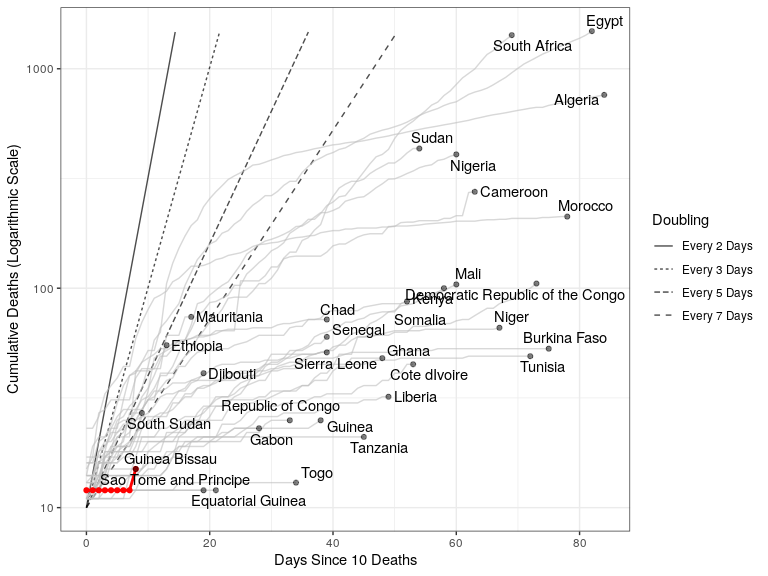 Egypt
South Africa
1000
Algeria
Sudan
Nigeria
Cameroon
Morocco
Doubling
Every 2 Days
Every 3 Days
Every 5 Days
Every 7 Days
Cumulative Deaths (Logarithmic Scale)
Mali
100
Democratic Republic of the Congo
Kenya
Chad
Mauritania
Somalia
Niger
Senegal
Burkina Faso
Ethiopia
Ghana
Sierra Leone
Tunisia
Djibouti
Cote dIvoire
Liberia
Republic of Congo
South Sudan
Guinea
Gabon
Tanzania
Guinea Bissau
Togo
Sao Tome and Principe
Equatorial Guinea
10
0
20
40
60
80
Days Since 10 Deaths